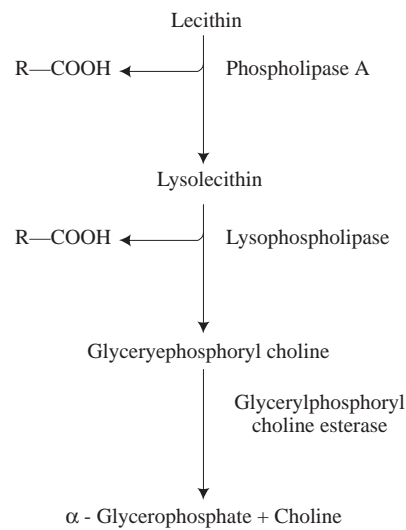 Lecithin
R—COOH
Phospholipase A
Lysolecithin
R—COOH
Lysophospholipase
Glyceryephosphoryl choline
Glycerylphosphoryl
choline esterase
α - Glycerophosphate + Choline